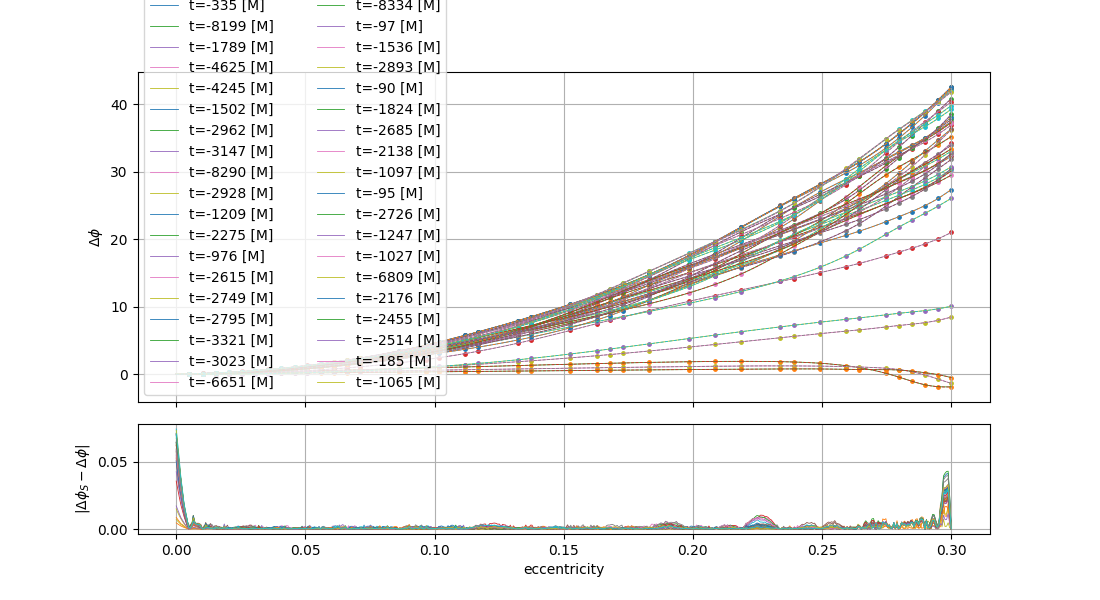 t=-335 [M] t=-8334 [M]
t=-8199 [M] t=-97 [M]
t=-1789 [M] t=-1536 [M]
t=-4625 [M] t=-2893 [M]
t=-4245 [M] t=-90 [M]
t=-1502 [M] t=-1824 [M]
t=-2962 [M] t=-2685 [M]
t=-3147 [M] t=-2138 [M]
t=-8290 [M] t=-1097 [M]
t=-2928 [M] t=-95 [M]
t=-1209 [M] t=-2726 [M]
t=-2275 [M] t=-1247 [M]
t=-976 [M] t=-1027 [M]
t=-2615 [M] t=-6809 [M]
t=-2749 [M] t=-2176 [M]
t=-2795 [M] t=-2455 [M]
t=-3321 [M] t=-2514 [M]
t=-3023 [M] t=-185 [M]
t=-6651 [M] t=-1065 [M]
40
30
20
10
0
Δϕ
0.05
0.00
|Δϕ_S − Δϕ|
0.00 0.05 0.10 0.15 0.20 0.25 0.30
eccentricity